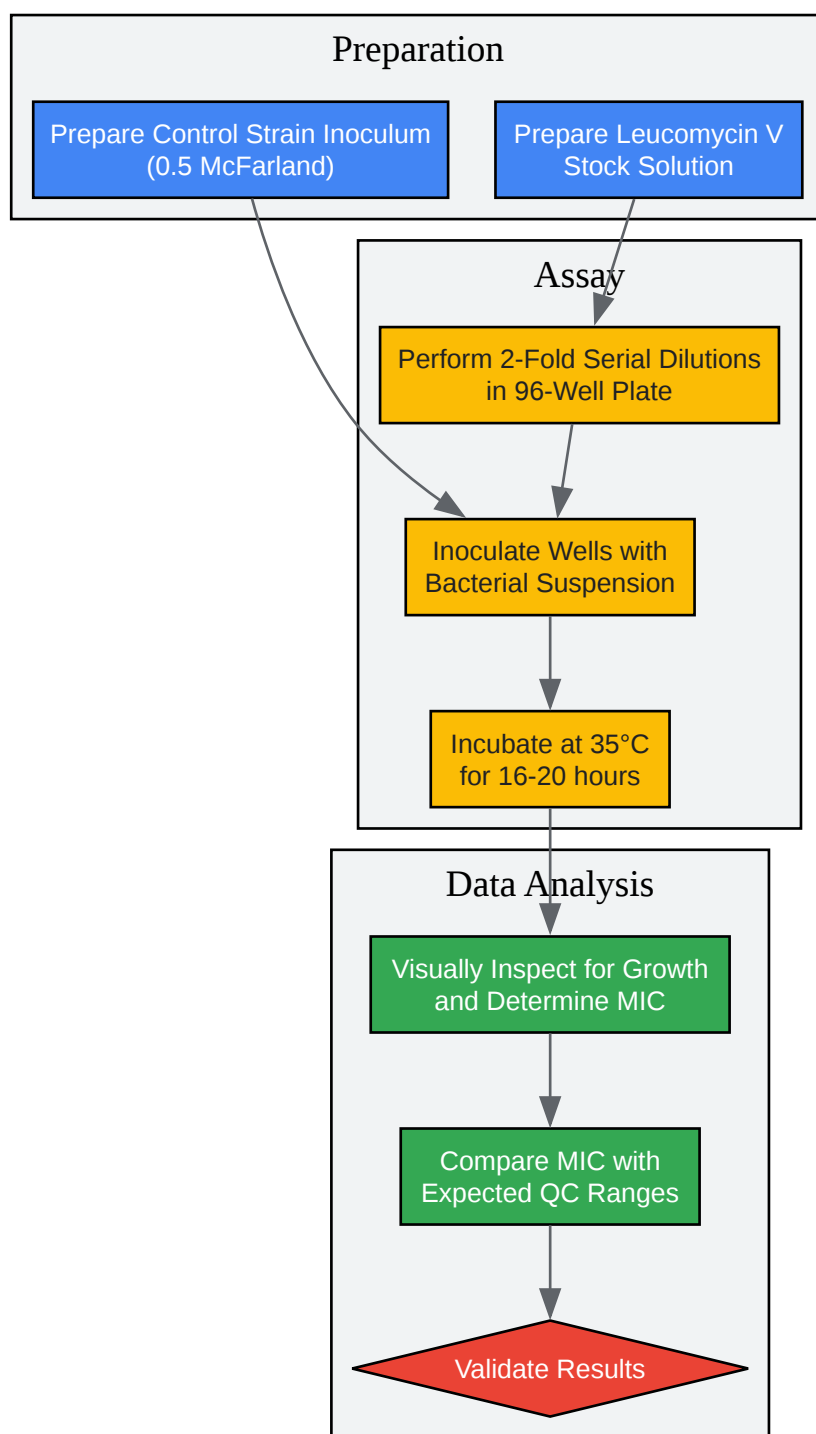 Preparation
Prepare Control Strain Inoculum
(0.5 McFarland)
Prepare Leucomycin V
Stock Solution
Assay
Perform 2-Fold Serial Dilutions
in 96-Well Plate
Inoculate Wells with
Bacterial Suspension
Incubate at 35°C
for 16-20 hours
Data Analysis
Visually Inspect for Growth
and Determine MIC
Compare MIC with
Expected QC Ranges
Validate Results